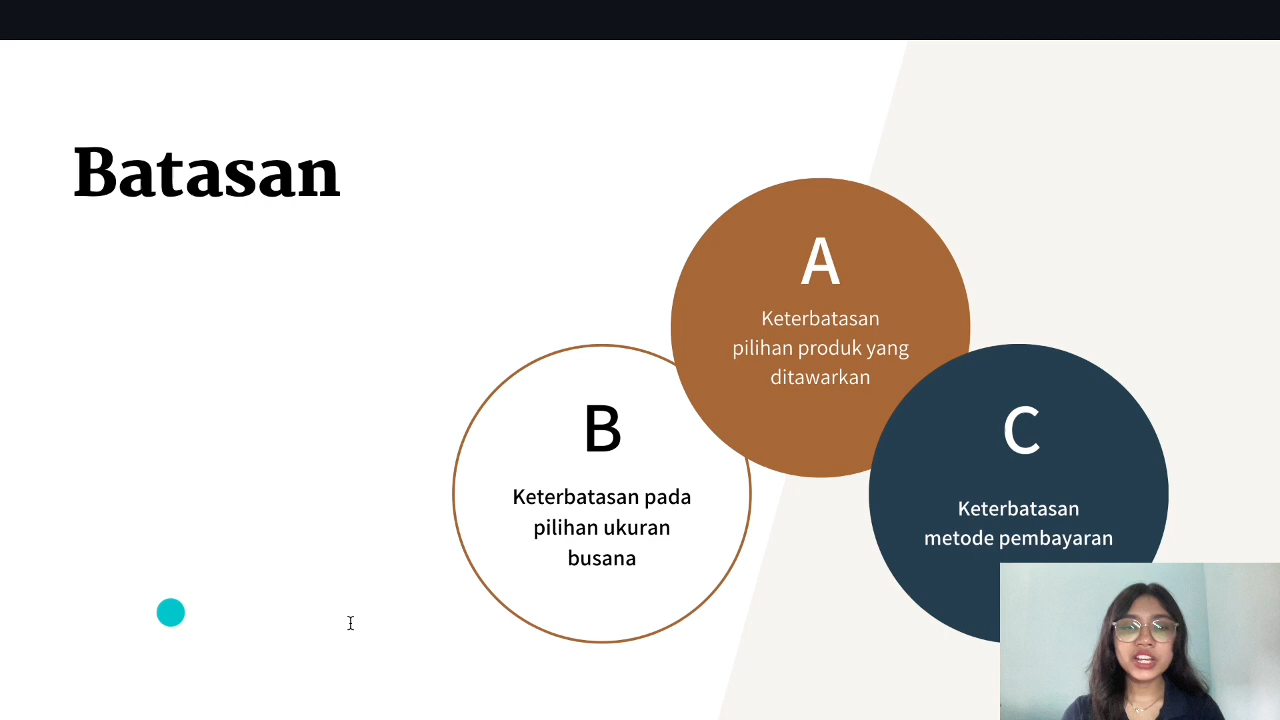 Batasan
A
Keterbatasan
pilihan produk yang
ditawarkan
B
Keterbatasan pada
pilihan ukuran
busana
C
Keterbatasan
metode pembayaran